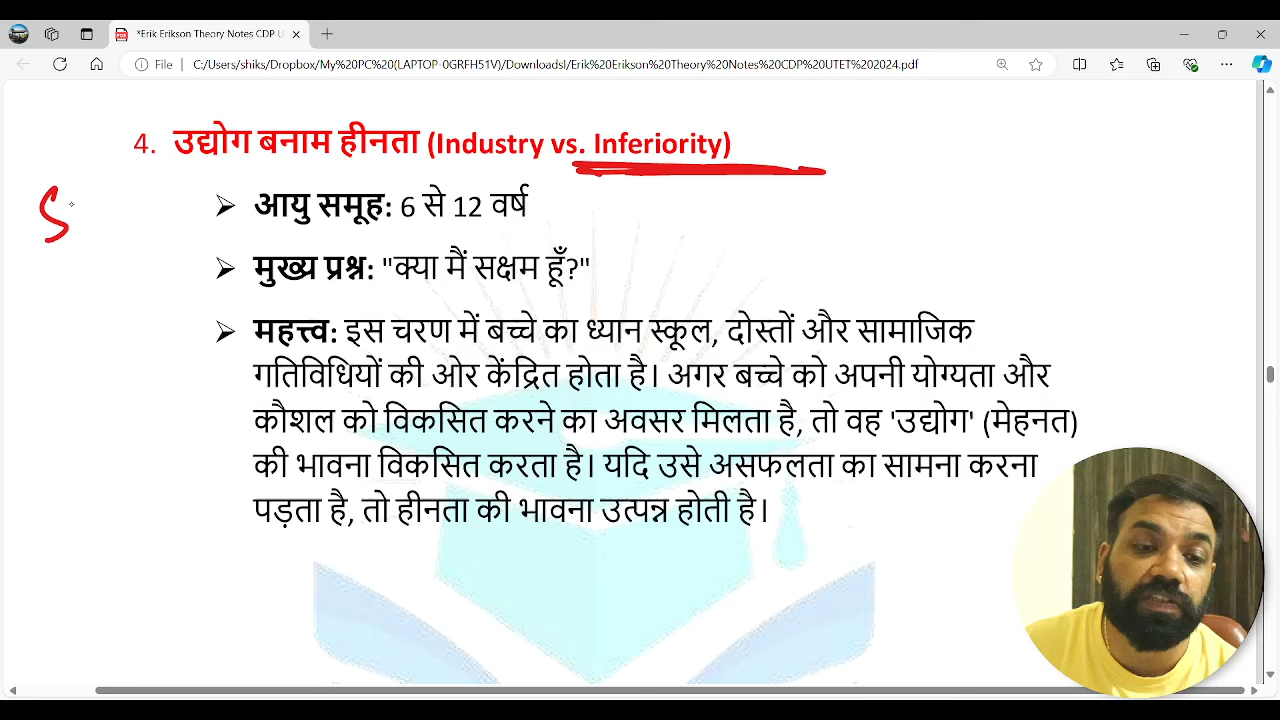 *Erik Erikson Theory Notes CDP U
File
C:/Users/shiks/Dropbox/My%20PC%20(LAPTOP-0GRFH51V)/Downloads/Erik%20Erikson%20Theory%20Notes%20CDP%20UTET%202024.pdf
4. उद्योग बनाम हीनता (Industry vs. Inferiority)
S
➢ आयु समूह: 6 से 12 वर्ष
➢ मुख्य प्रश्न: "क्या मैं सक्षम हूँ?"
➢ महत्त्व: इस चरण में बच्चे का ध्यान स्कूल, दोस्तों और सामाजिक
गतिविधियों की ओर केंद्रित होता है। अगर बच्चे को अपनी योग्यता और
कौशल को विकसित करने का अवसर मिलता है, तो वह 'उद्योग' (मेहनत)
की भावना विकसित करता है। यदि उसे असफलता का सामना करना
पड़ता है, तो हीनता की भावना उत्पन्न होती है।